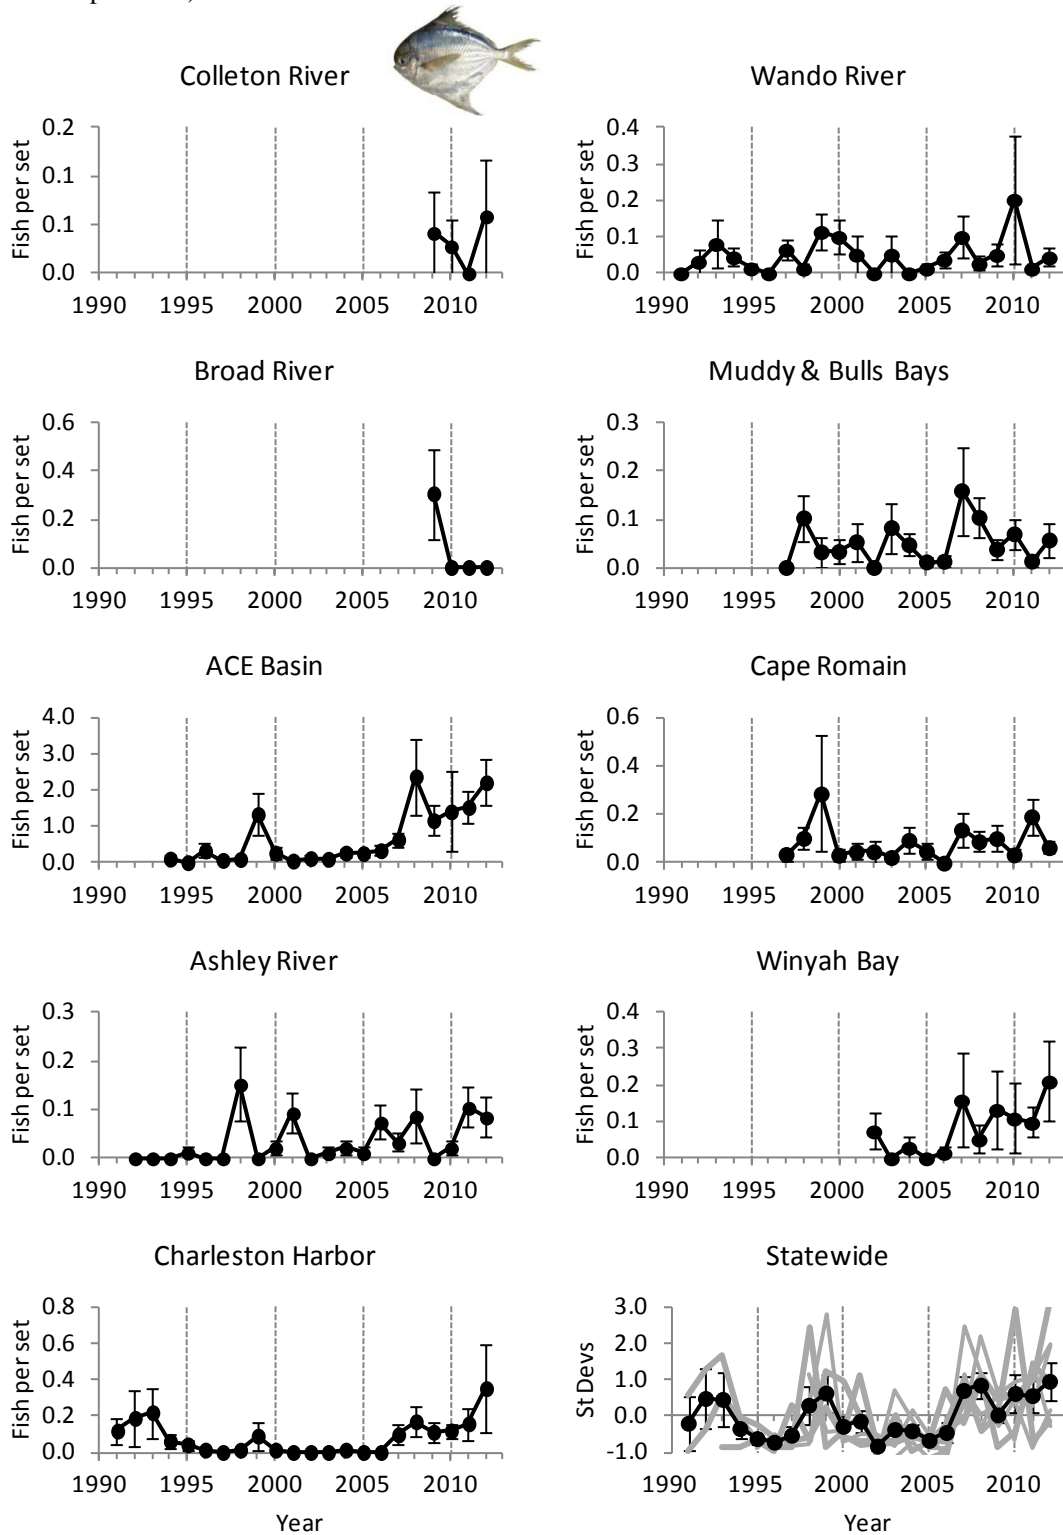 Colleton River
Fish per set
0.2
0.1
0.1
0.0
1990 1995 2000 2005 2010
Wando River
Fish per set
0.4
0.3
0.2
0.1
0.0
1990 1995 2000 2005 2010
Broad River
Fish per set
0.6
0.4
0.2
0.0
1990 1995 2000 2005 2010
Muddy & Bulls Bays
Fish per set
0.3
0.2
0.1
0.0
1990 1995 2000 2005 2010
ACE Basin
Fish per set
4.0
3.0
2.0
1.0
0.0
1990 1995 2000 2005 2010
Cape Romain
Fish per set
0.6
0.4
0.2
0.0
1990 1995 2000 2005 2010
Ashley River
Fish per set
0.3
0.2
0.1
0.0
1990 1995 2000 2005 2010
Winyah Bay
Fish per set
0.4
0.3
0.2
0.1
0.0
1990 1995 2000 2005 2010
Charleston Harbor
Fish per set
0.8
0.6
0.4
0.2
0.0
1990 1995 2000 2005 2010
Year
Statewide
St Devs
3.0
2.0
1.0
0.0
-1.0
1990 1995 2000 2005 2010
Year